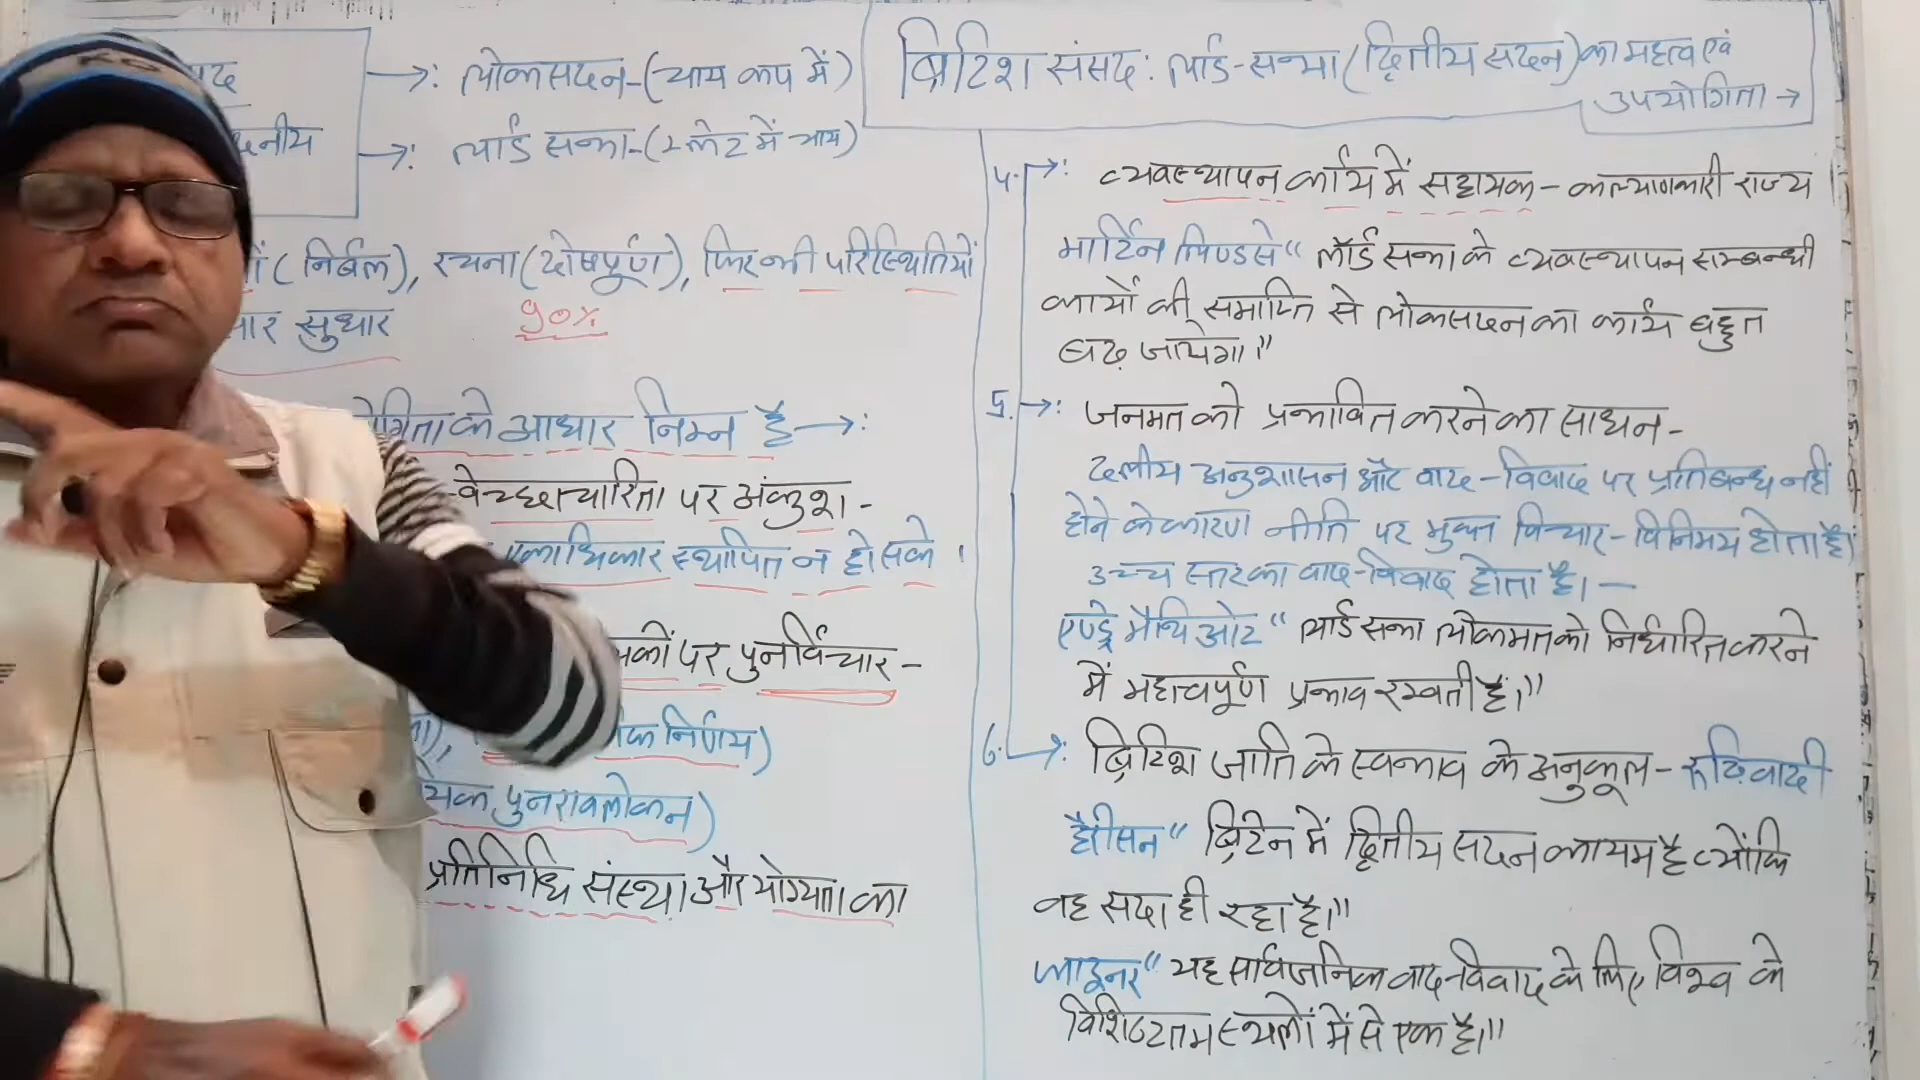 ब्रिटिश संसद: लार्ड-सभा (द्वितीय सदन) का महत्व एवं
उपयोगिता →
→: लोकसदन-(चाय कप में)
→: लार्ड सभा-(प्लेट में चाय)
(निर्बल), रचना (दोषपूर्ण), फिर भी परिस्थितियों
सुधार
90%
के आधार निम्न है →:
पर अंकुश -
एकाधिकार स्थापित न हो सके ।
पर पुनर्विचार -
निर्णय)
पुनरावलोकन)
प्रतिनिधि संस्था और योग्यता का
4. →: व्यवस्थापन कार्य में सहायक - कल्याणकारी राज्य
मार्टिन लिण्डसे " लॉर्ड सभा के व्यवस्थापन सम्बन्धी
कार्यो की समाप्ति से लोकसदन का कार्य बहुत
बढ़ जायेगा।"
5. →: जनमत को प्रभावित करने का साधन -
दलीय अनुशासन और वाद-विवाद पर प्रतिबन्ध नहीं
होने के कारण नीति पर मुक्त विचार-विनिमय होता है।
उच्च स्तर का वाद-विवाद होता है। —
एण्ड्रे मैथिओट " लार्ड सभा लोकमत को निर्धारित करने
में महत्वपूर्ण प्रभाव रखती है।"
6. →: ब्रिटिश जाति के स्वभाव के अनुकूल - रूढ़िवादी
हैरीसन " ब्रिटेन में द्वितीय सदन कायम है क्योंकि
वह सदा ही रहा है।"
फाइनर " यह सार्वजनिक वाद-विवाद के लिए विश्व के
विशिष्टतम स्थलों में से एक है।"